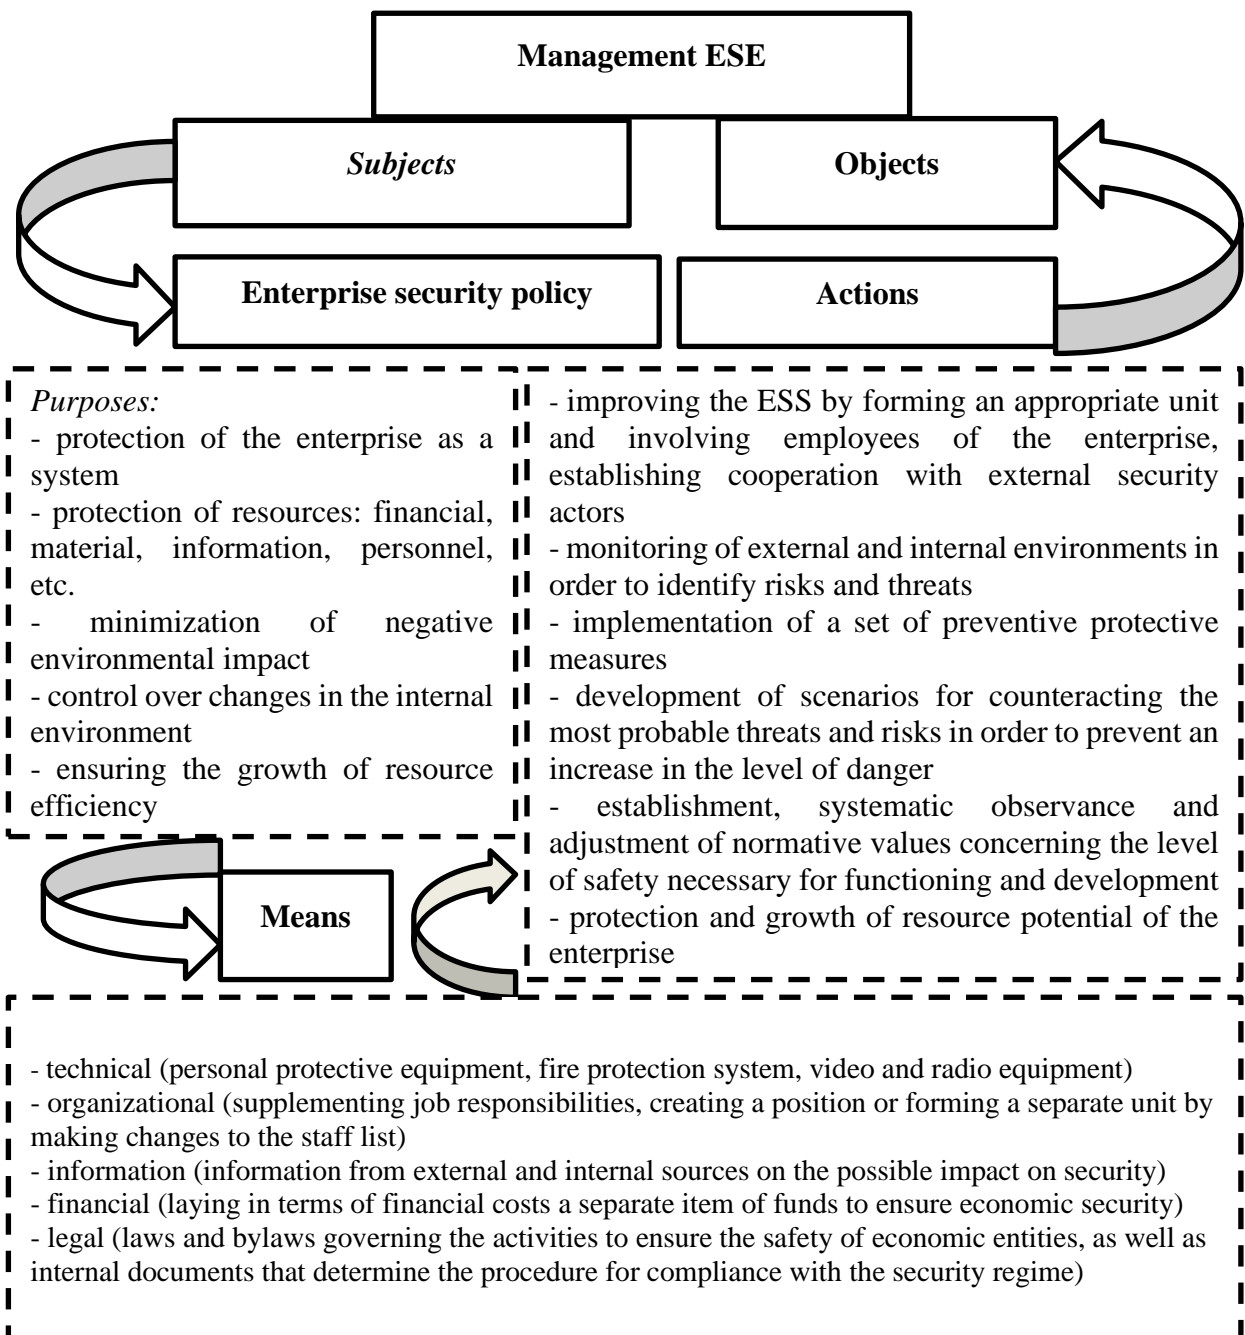 Management ESE
Subjects
Objects
Enterprise security policy
Actions
Purposes:
- protection of the enterprise as a
system
- protection of resources: financial,
material, information, personnel,
etc.
- minimization of negative
environmental impact
- control over changes in the internal
environment
- ensuring the growth of resource
efficiency
- improving the ESS by forming an appropriate unit
and involving employees of the enterprise,
establishing cooperation with external security
actors
- monitoring of external and internal environments in
order to identify risks and threats
- implementation of a set of preventive protective
measures
- development of scenarios for counteracting the
most probable threats and risks in order to prevent an
increase in the level of danger
- establishment, systematic observance and
adjustment of normative values concerning the level
of safety necessary for functioning and development
- protection and growth of resource potential of the
enterprise
Means
- technical (personal protective equipment, fire protection system, video and radio equipment)
- organizational (supplementing job responsibilities, creating a position or forming a separate unit by
making changes to the staff list)
- information (information from external and internal sources on the possible impact on security)
- financial (laying in terms of financial costs a separate item of funds to ensure economic security)
- legal (laws and bylaws governing the activities to ensure the safety of economic entities, as well as
internal documents that determine the procedure for compliance with the security regime)